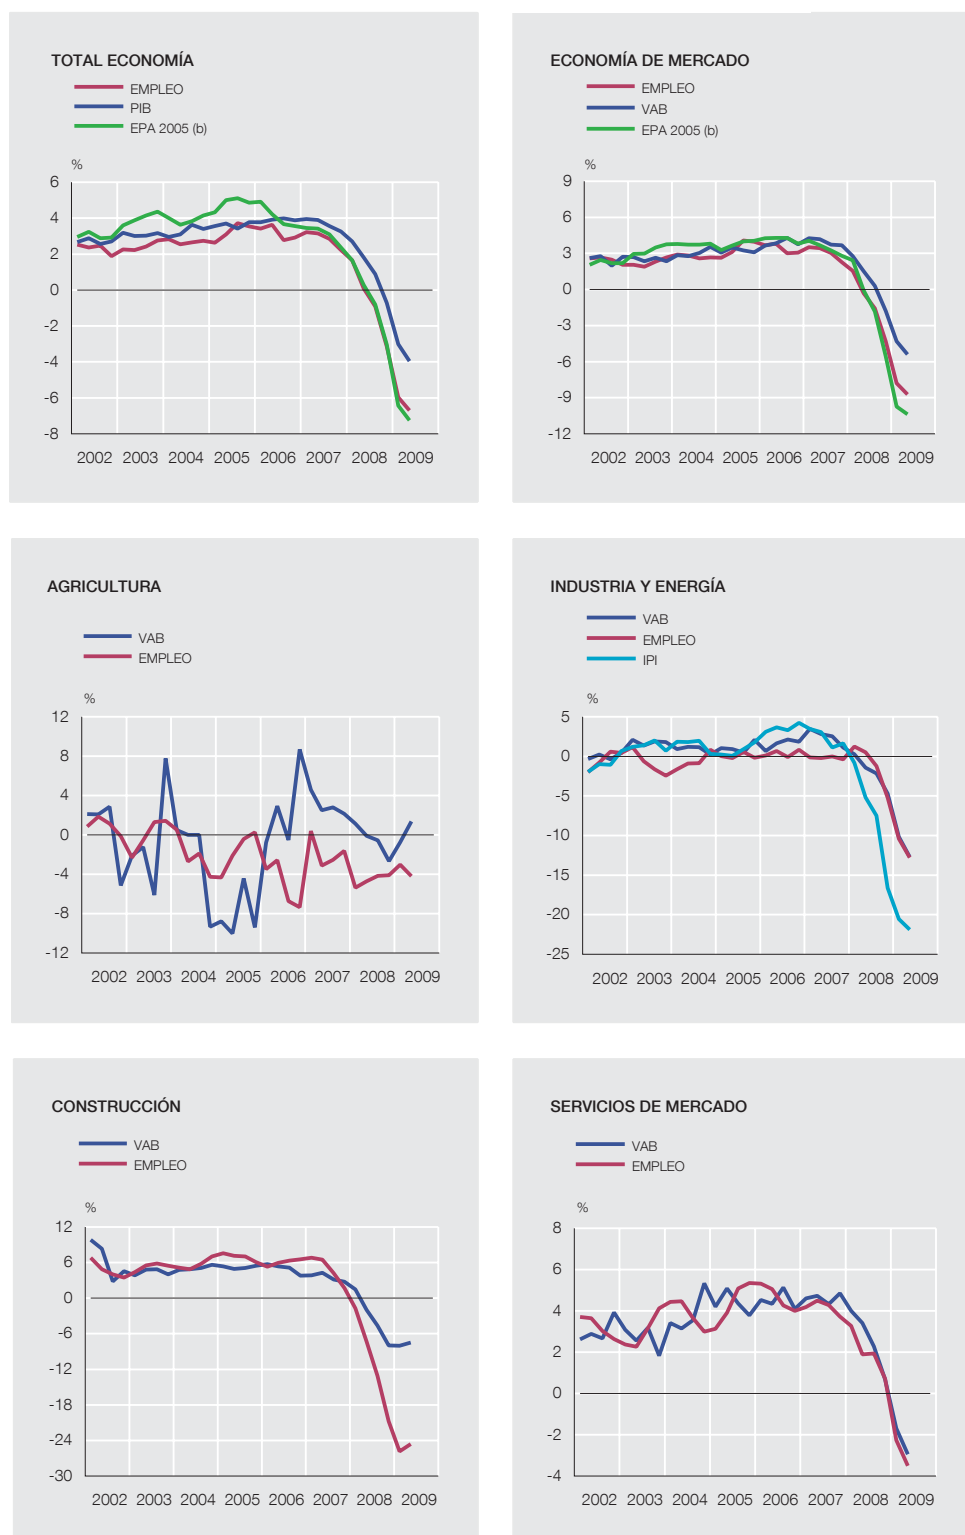 TOTAL ECONOMÍA
EMPLEO
PIB
EPA 2005 (b)
%
6
4
2
0
-2
-4
-6
-8
2002 2003 2004 2005 2006 2007 2008 2009
ECONOMÍA DE MERCADO
EMPLEO
VAB
EPA 2005 (b)
%
9
6
3
0
-3
-6
-9
-12
2002 2003 2004 2005 2006 2007 2008 2009
AGRICULTURA
VAB
EMPLEO
%
12
8
4
0
-4
-8
-12
2002 2003 2004 2005 2006 2007 2008 2009
INDUSTRIA Y ENERGÍA
VAB
EMPLEO
IPI
%
5
0
-5
-10
-15
-20
-25
2002 2003 2004 2005 2006 2007 2008 2009
CONSTRUCCIÓN
VAB
EMPLEO
%
12
6
0
-6
-12
-18
-24
-30
2002 2003 2004 2005 2006 2007 2008 2009
SERVICIOS DE MERCADO
VAB
EMPLEO
%
8
6
4
2
0
-2
-4
2002 2003 2004 2005 2006 2007 2008 2009